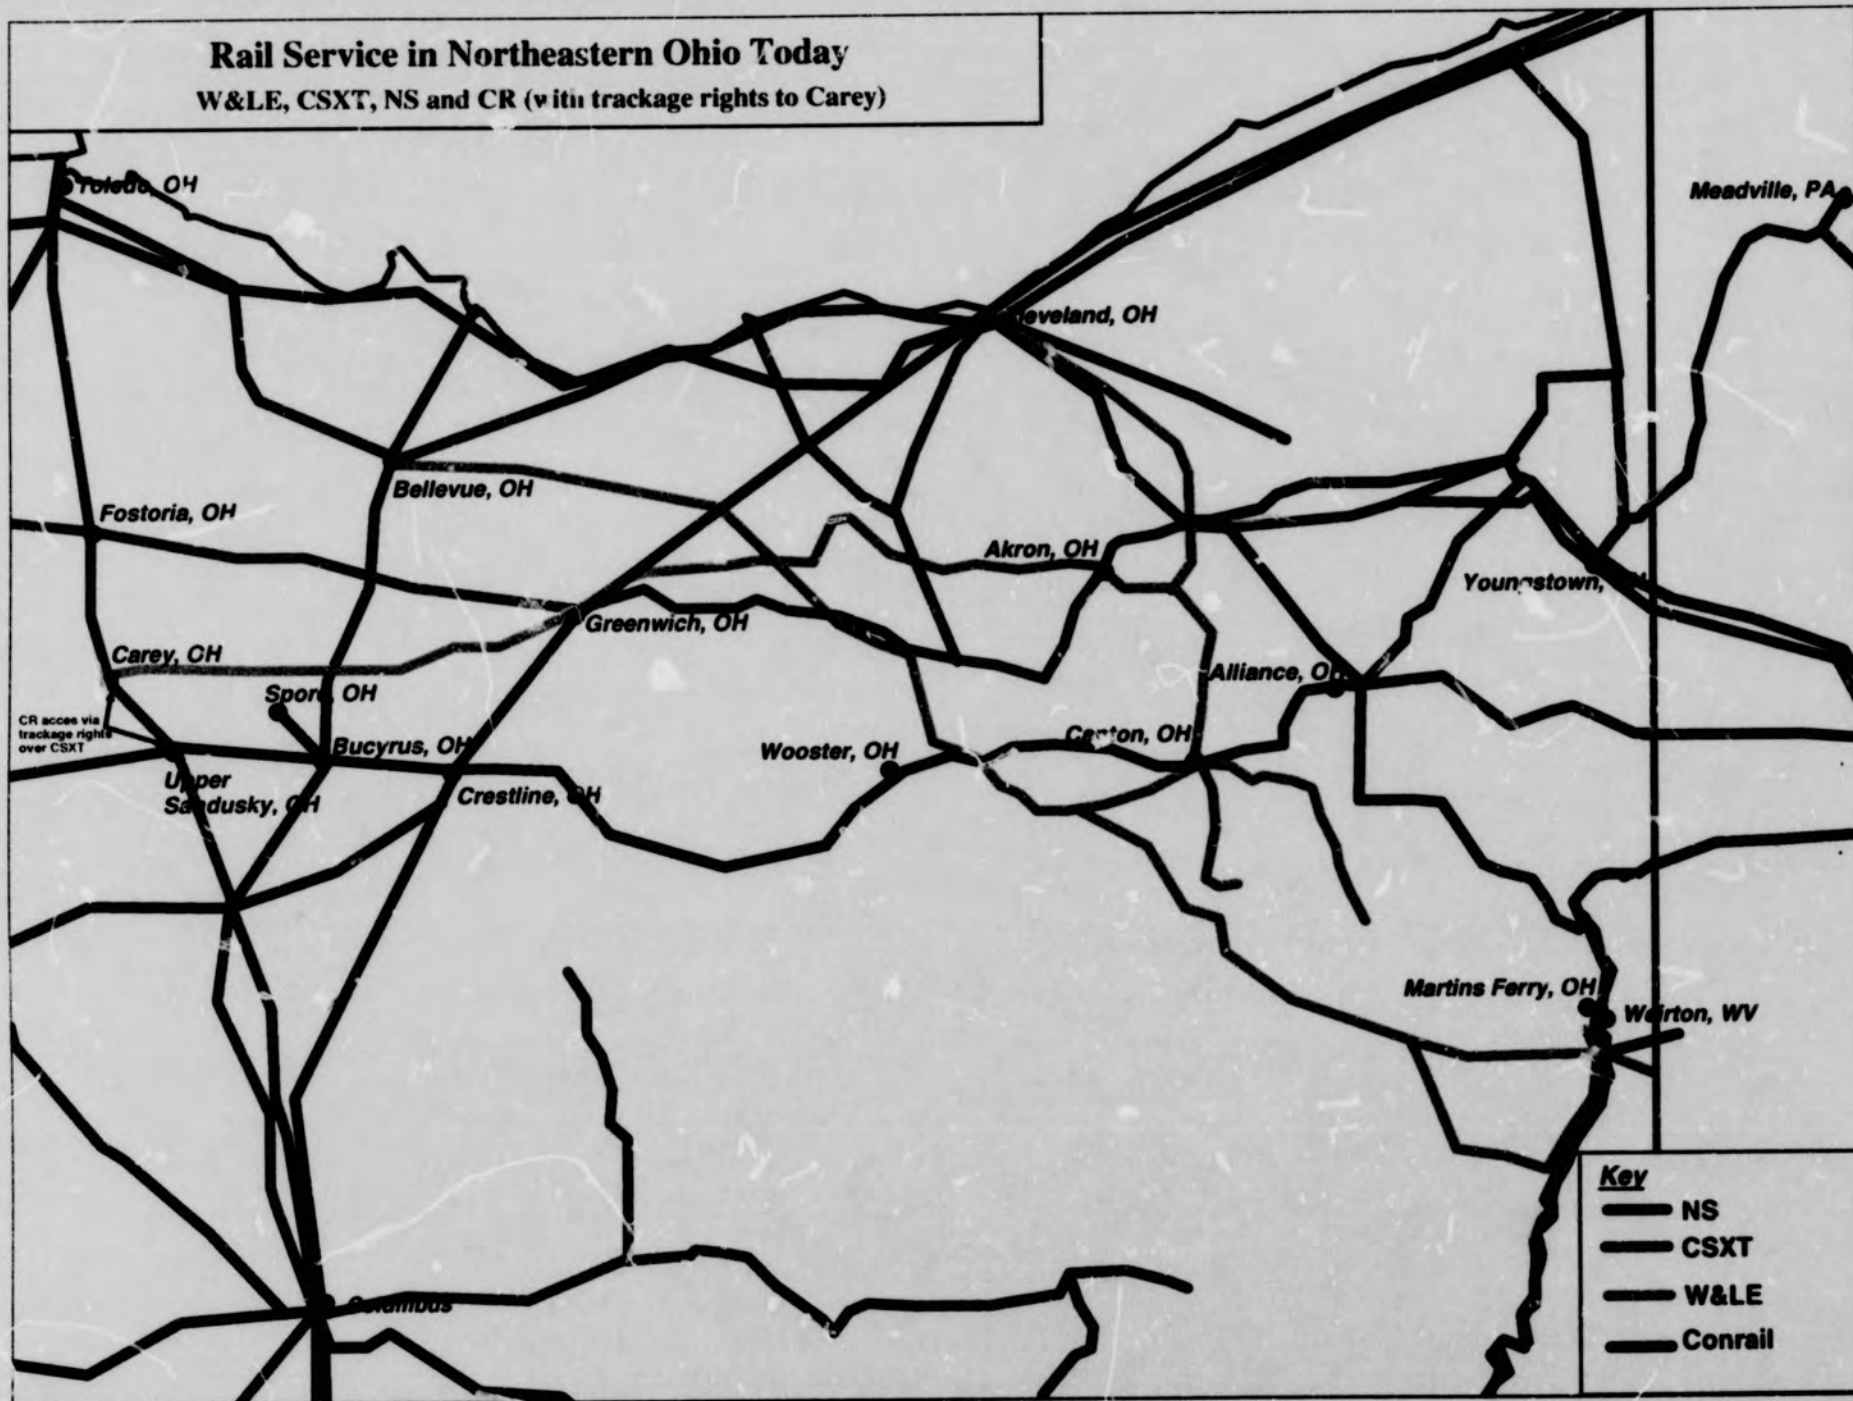 Rail Service in Northeastern Ohio Today
W&LE, CSXT, NS and CR (with trackage rights to Carey)
Toledo, OH
Meadville, PA
Cleveland, OH
Bellevue, OH
Fostoria, OH
Akron, OH
Youngstown,
Greenwich, OH
Carey, OH
Alliance, OH
Spore, OH
CR acces via
trackage rights
over CSXT
Bucyrus, OH
Wooster, OH
Canton, OH
Upper
Sandusky, OH
Crestline, OH
Martins Ferry, OH
Weirton, WV
Key
NS
CSXT
W&LE
Conrail
Columbus